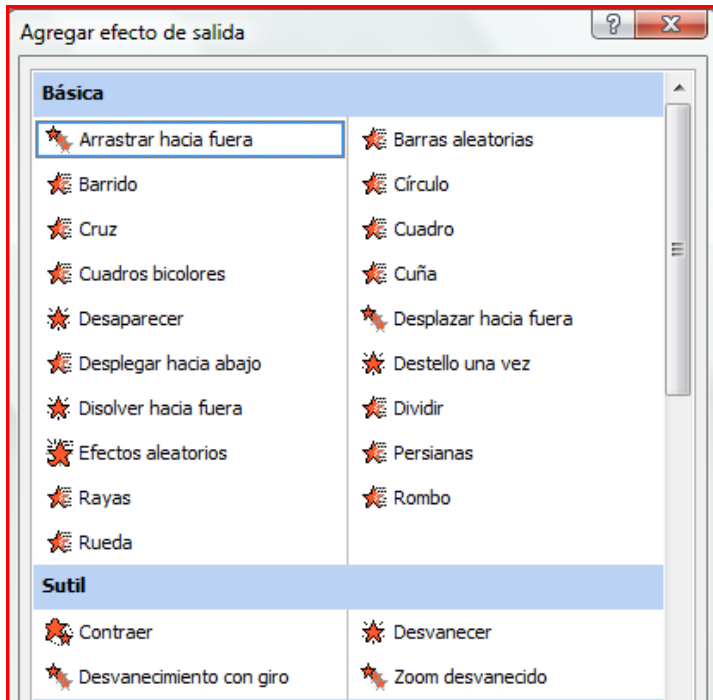 Agregar efecto de salida
Básica
Arrastrar hacia fuera
Barras aleatorias
Barrido
Círculo
Cruz
Cuadro
Cuadros bicolores
Cuña
Desaparecer
Desplazar hacia fuera
Desplegar hacia abajo
Destello una vez
Disolver hacia fuera
Dividir
Efectos aleatorios
Persianas
Rayas
Rombo
Rueda
Sutil
Contraer
Desvanecer
Desvanecimiento con giro
Zoom desvanecido